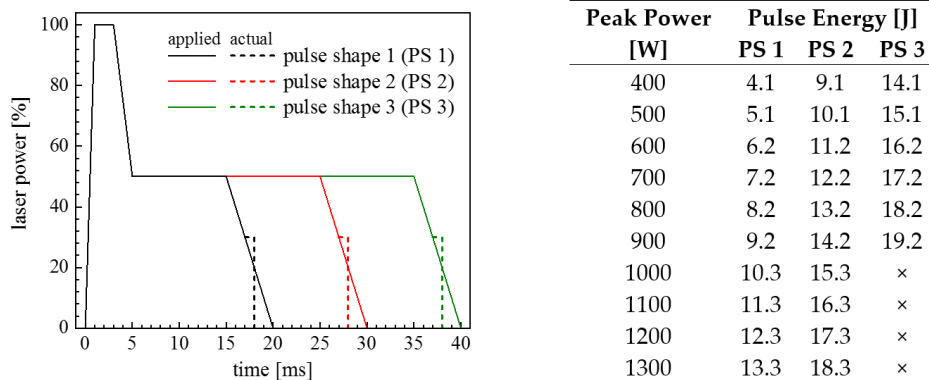 100
80
60
40
20
0
laser power [%]
applied actual
pulse shape 1 (PS 1)
pulse shape 2 (PS 2)
pulse shape 3 (PS 3)
0 5 10 15 20 25 30 35 40
time [ms]
Peak Power Pulse Energy [J]
[W] PS 1 PS 2 PS 3
400 4.1 9.1 14.1
500 5.1 10.1 15.1
600 6.2 11.2 16.2
700 7.2 12.2 17.2
800 8.2 13.2 18.2
900 9.2 14.2 19.2
1000 10.3 15.3 ×
1100 11.3 16.3 ×
1200 12.3 17.3 ×
1300 13.3 18.3 ×